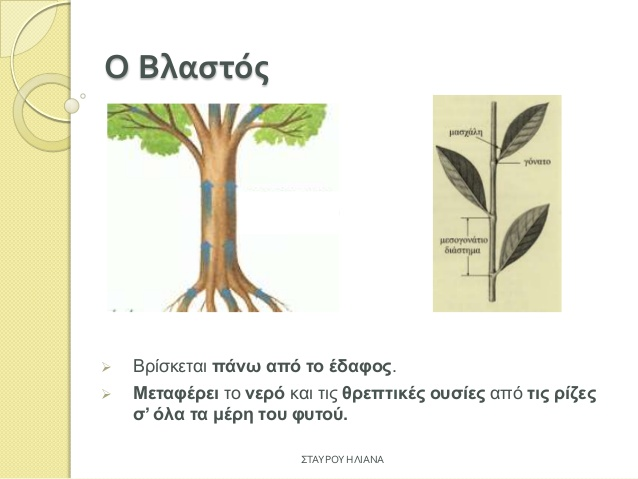 Ο Βλαστός
μασχάλη
γόνατο
μεσογονάτιο
διάστημα
Βρίσκεται πάνω από το έδαφος.
Μεταφέρει το νερό και τις θρεπτικές ουσίες από τις ρίζες
σ’ όλα τα μέρη του φυτού.
ΣΤΑΥΡΟΥ ΗΛΙΑΝΑ